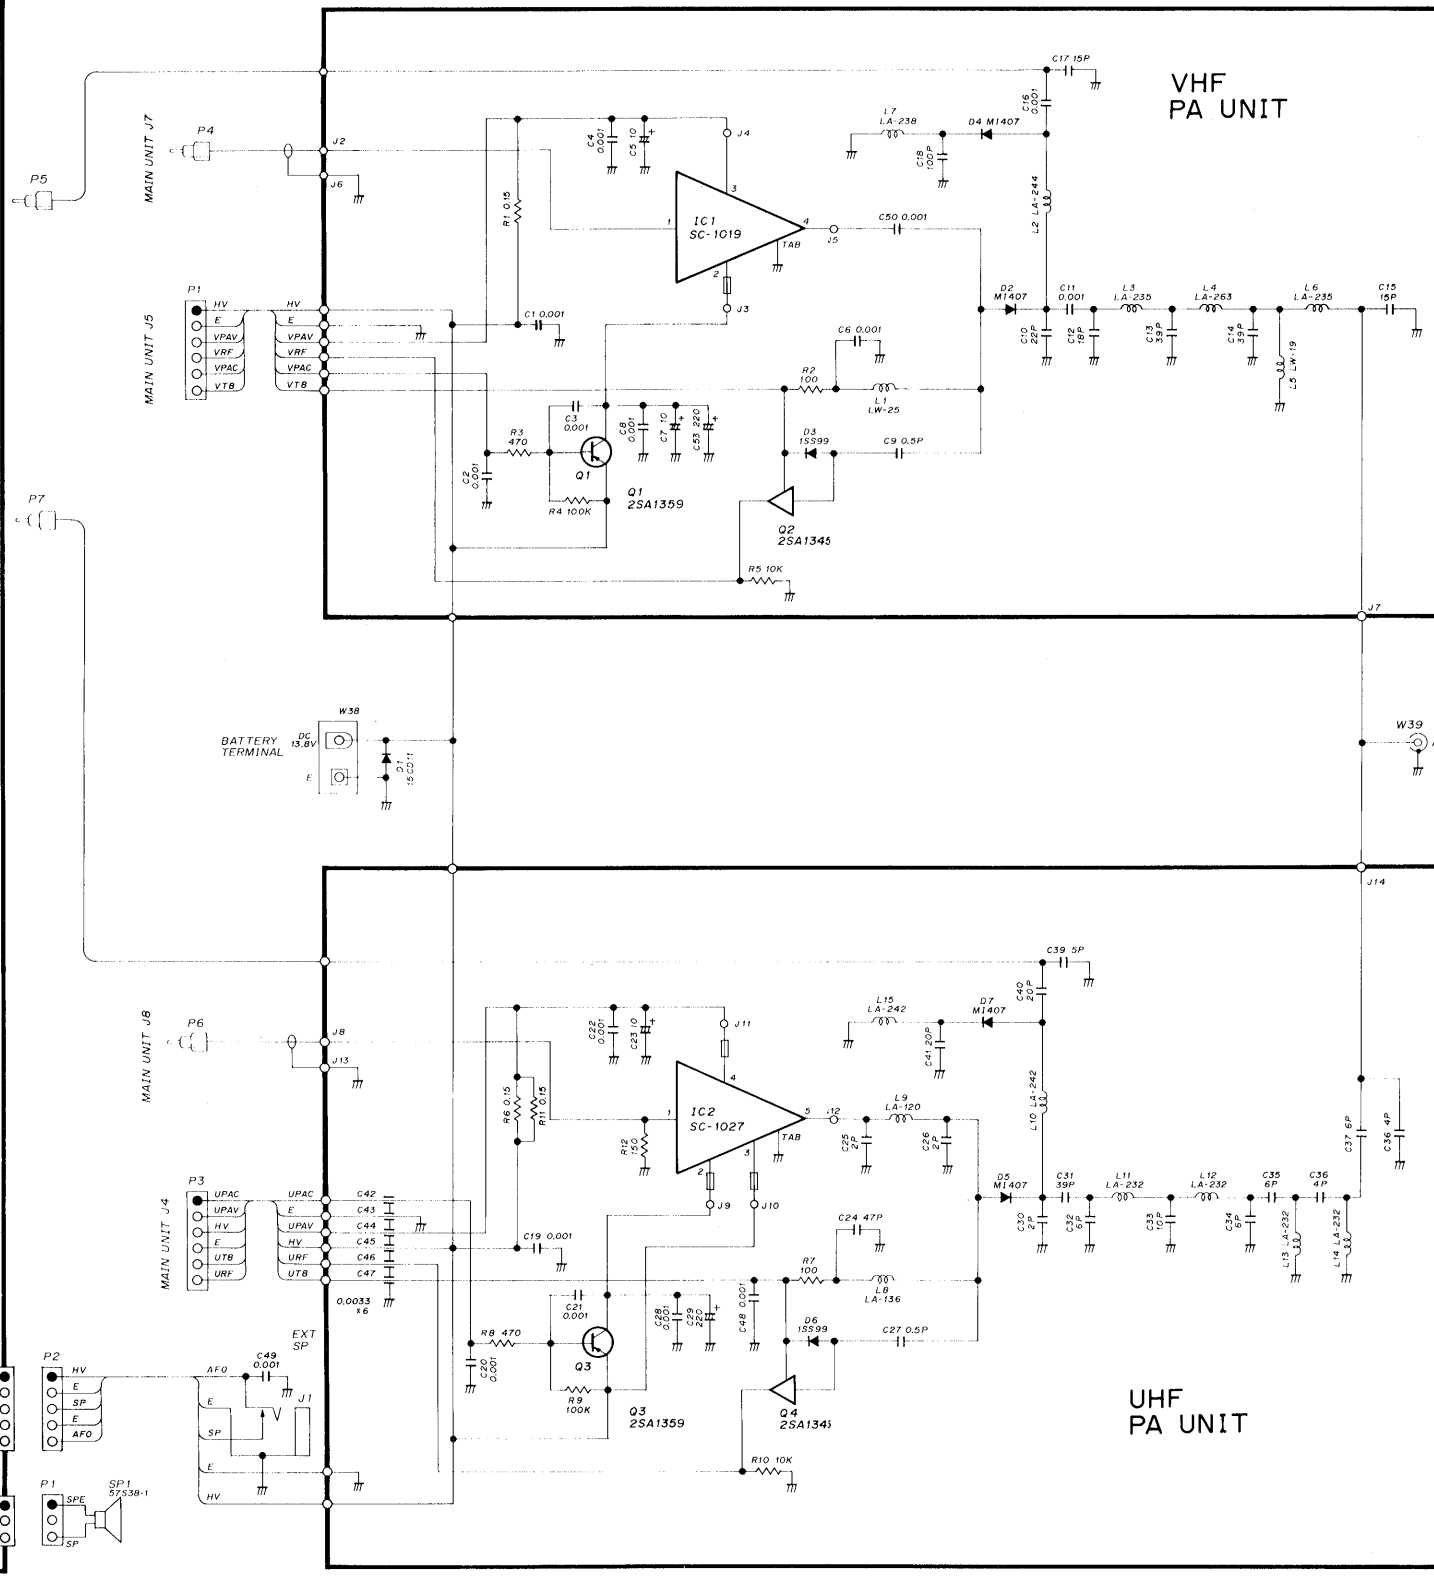 VHF
PA UNIT
C17 15P
C16
0.001
L7
LA-238
D4 MI407
C18
100P
L2 LA-244
P5
MAIN UNIT J7
P4
J2
J6
C4
0.001
C5 10
+
J4
R1 0.15
3
1
IC1
SC-1019
4
TAB
J5
2
J3
C50 0.001
D2
MI407
C11
0.001
L3
LA-235
L4
LA-263
L6
LA-235
C15
15P
C10
22P
C12
18P
C13
39P
C14
39P
L5 LW-19
MAIN UNIT J5
P1
HV
E
VPAV
VRF
VPAC
VT8
HV
E
VPAV
VRF
VPAC
VT8
C1 0.001
C6 0.001
R2
100
L1
LW-25
C3
0.001
C8
0.001
C7 10
+
C53 220
+
R3
470
C2
0.001
Q1
R4 100K
Q1
2SA1359
D3
1SS99
C9 0.5P
Q2
2SA1345
R5 10K
P7
J7
W38
BATTERY
TERMINAL
DC
13.8V
E
D1
15CD11
W39
J14
C39 5P
C40
20P
L15
LA-242
D7
MI407
C41 20P
L10 LA-242
MAIN UNIT J8
P6
J8
J13
C22
0.001
C23 10
+
J11
R6 0.15
R11 0.15
R12
150
4
1
IC2
SC-1027
5
J12
TAB
3
2
J9
J10
L9
LA-120
C25
2P
C26
2P
D5
MI407
C31
39P
L11
LA-232
L12
LA-232
C35
6P
C36
4P
C37 6P
C36 4P
C30
2P
C32
6P
C33
10P
C34
6P
L13 LA-232
L14 LA-232
MAIN UNIT J4
P3
UPAC
UPAV
HV
E
UT8
URF
UPAC
E
UPAV
HV
URF
UT8
C42
C43
C44
C45
C46
C47
0.0033
x6
C19 0.001
C24 47P
R7
100
L8
LA-136
C21
0.001
C28
0.001
C29
220
+
C48 0.001
R8 470
C20
0.001
Q3
R9
100K
Q3
2SA1359
D6
1SS99
C27 0.5P
Q4
2SA1345
R10 10K
UHF
PA UNIT
EXT
SP
P2
HV
E
SP
E
AFO
AFO
C49
0.001
E
J1
SP
E
HV
P1
SPE
SP
SP1
57S38-1